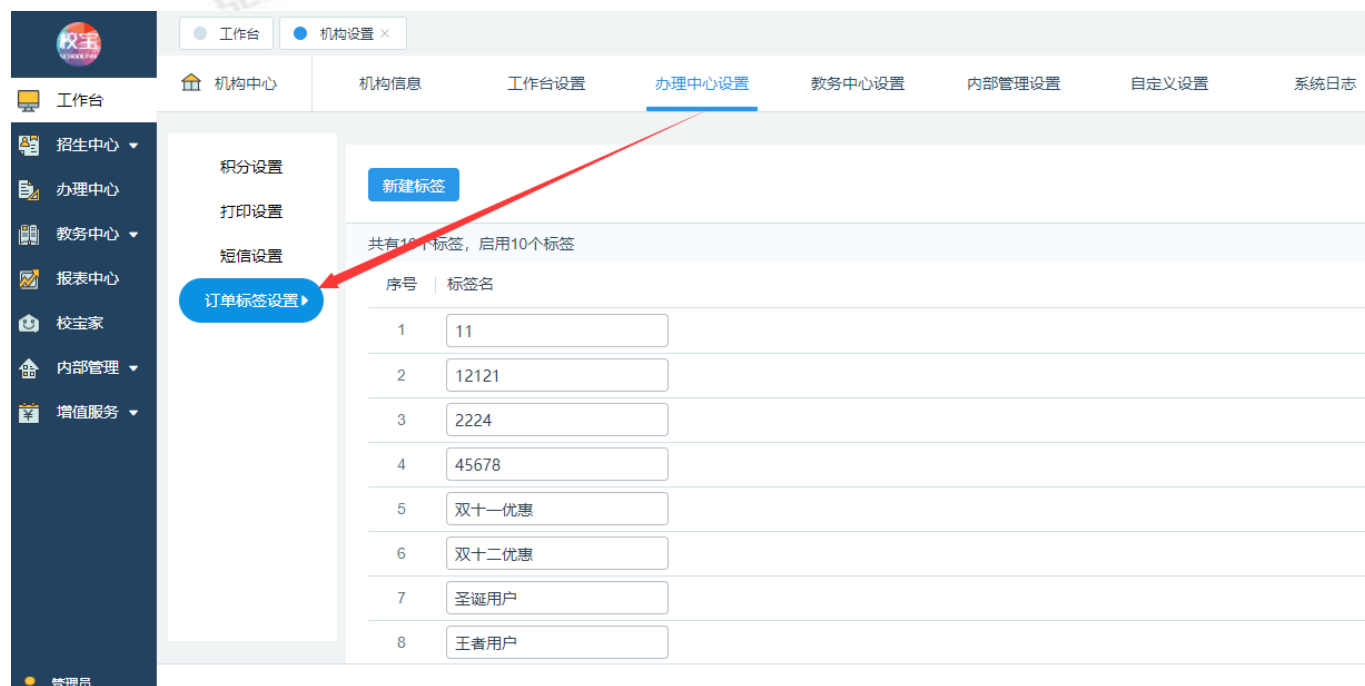 校宝
工作台
机构设置 ×
机构中心
机构信息
工作台设置
办理中心设置
教务中心设置
内部管理设置
自定义设置
系统日志
工作台
招生中心
办理中心
教务中心
报表中心
校宝家
内部管理
增值服务
管理员
积分设置
打印设置
短信设置
订单标签设置
新建标签
共有10个标签，启用10个标签
序号 标签名
1 11
2 12121
3 2224
4 45678
5 双十一优惠
6 双十二优惠
7 圣诞用户
8 王者用户